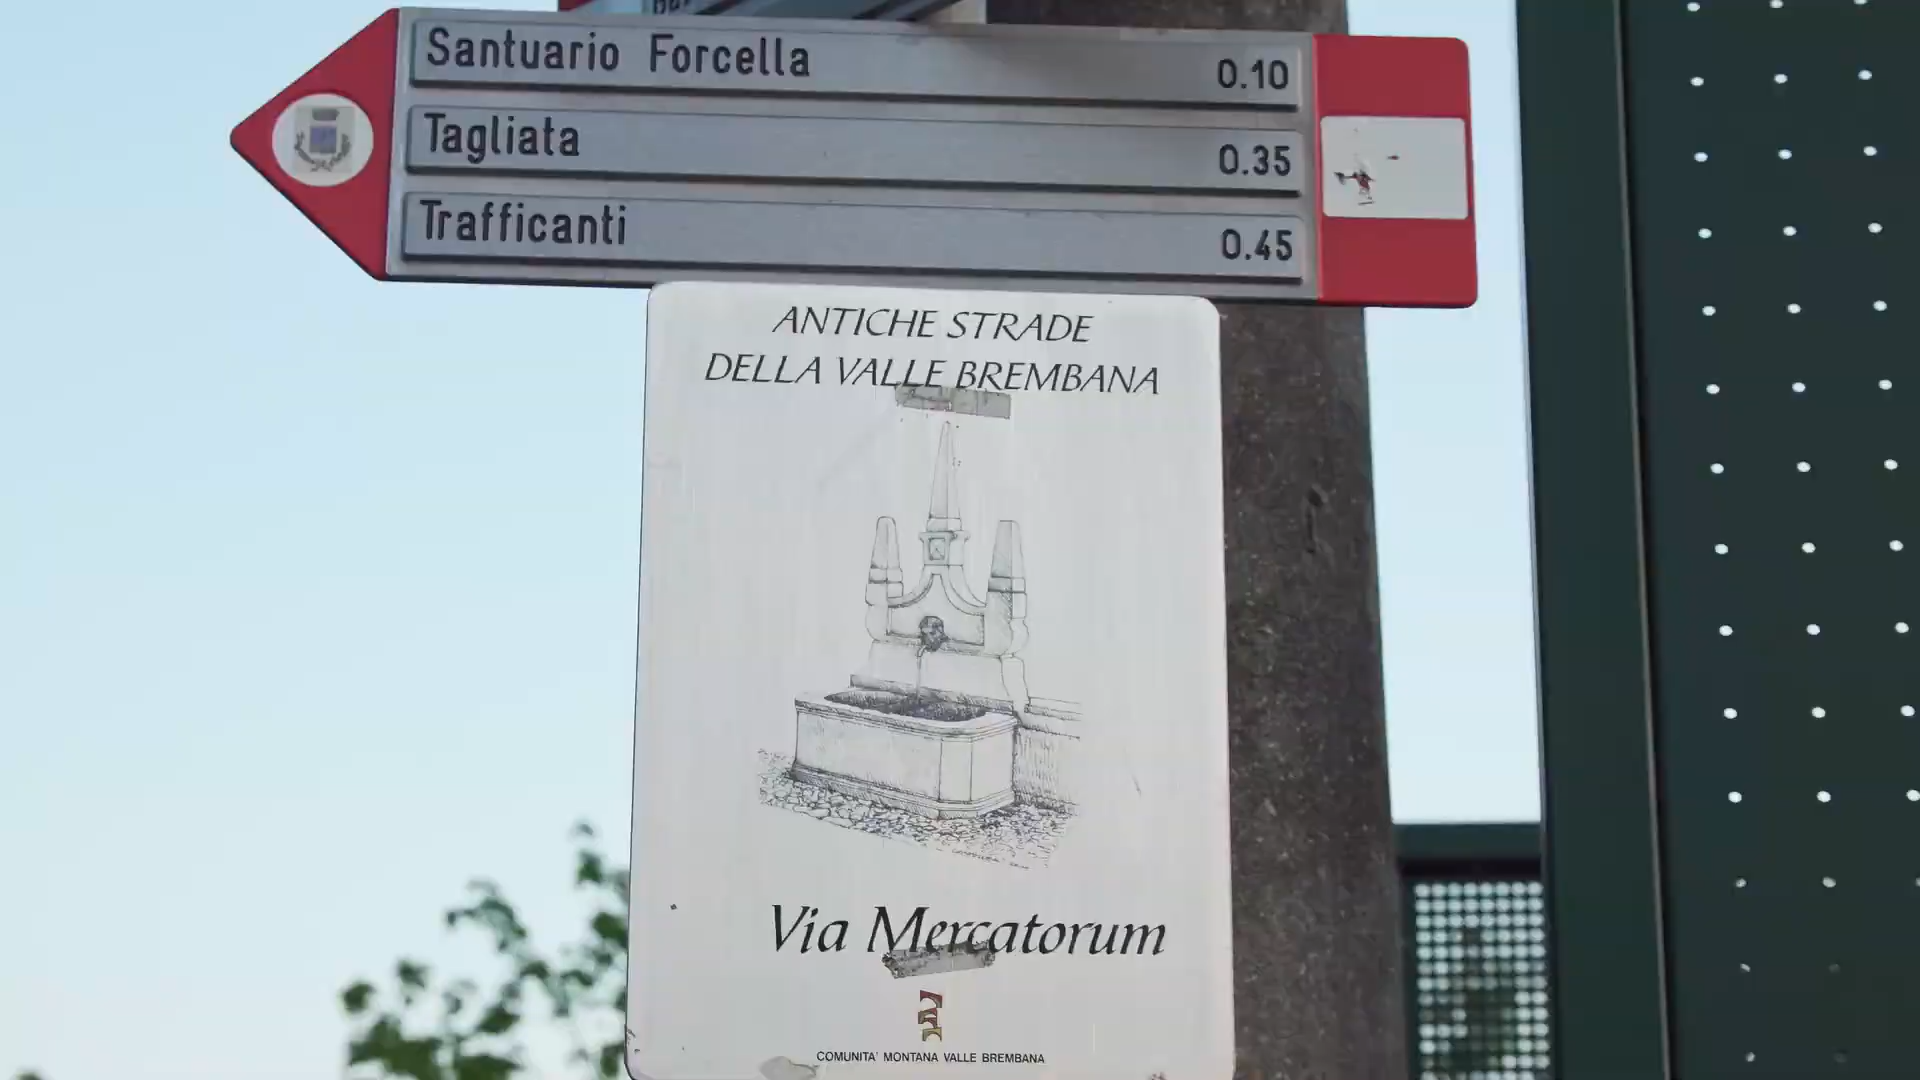 Santuario Forcella 0.10
Tagliata 0.35
Trafficanti 0.45
ANTICHE STRADE
DELLA VALLE BREMBANA
Via Mercatorum
COMUNITA' MONTANA VALLE BREMBANA